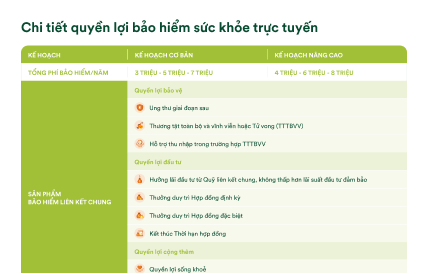 Chi tiết quyền lợi bảo hiểm sức khỏe trực tuyến
KẾ HOẠCH
KẾ HOẠCH CƠ BẢN
KẾ HOẠCH NÂNG CAO
TỔNG PHÍ BẢO HIỂM/NĂM
3 TRIỆU - 5 TRIỆU - 7 TRIỆU
4 TRIỆU - 6 TRIỆU - 8 TRIỆU
SẢN PHẨM
BẢO HIỂM LIÊN KẾT CHUNG
Quyền lợi bảo vệ
Ung thư giai đoạn sau
Thương tật toàn bộ và vĩnh viễn hoặc Tử vong (TTTBVV)
Hỗ trợ thu nhập trong trường hợp TTTBVV
Quyền lợi đầu tư
Hưởng lãi đầu tư từ Quỹ liên kết chung, không thấp hơn lãi suất đầu tư đảm bảo
Thưởng duy trì Hợp đồng định kỳ
Thưởng duy trì Hợp đồng đặc biệt
Kết thúc Thời hạn hợp đồng
Quyền lợi cộng thêm
Quyền lợi sống khoẻ